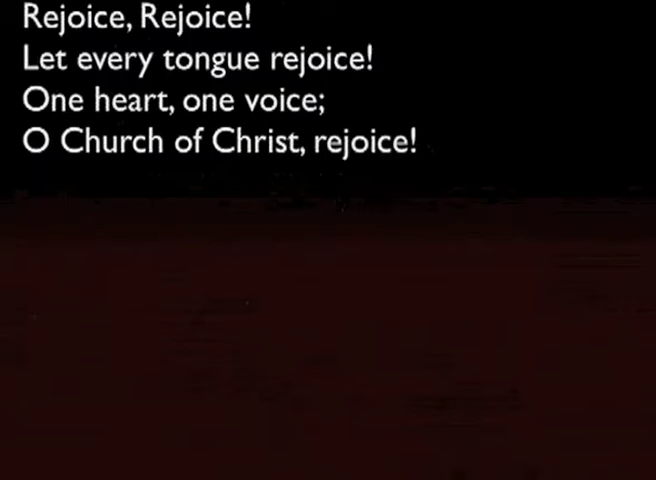 Rejoice, Rejoice!
Let every tongue rejoice!
One heart, one voice;
O Church of Christ, rejoice!